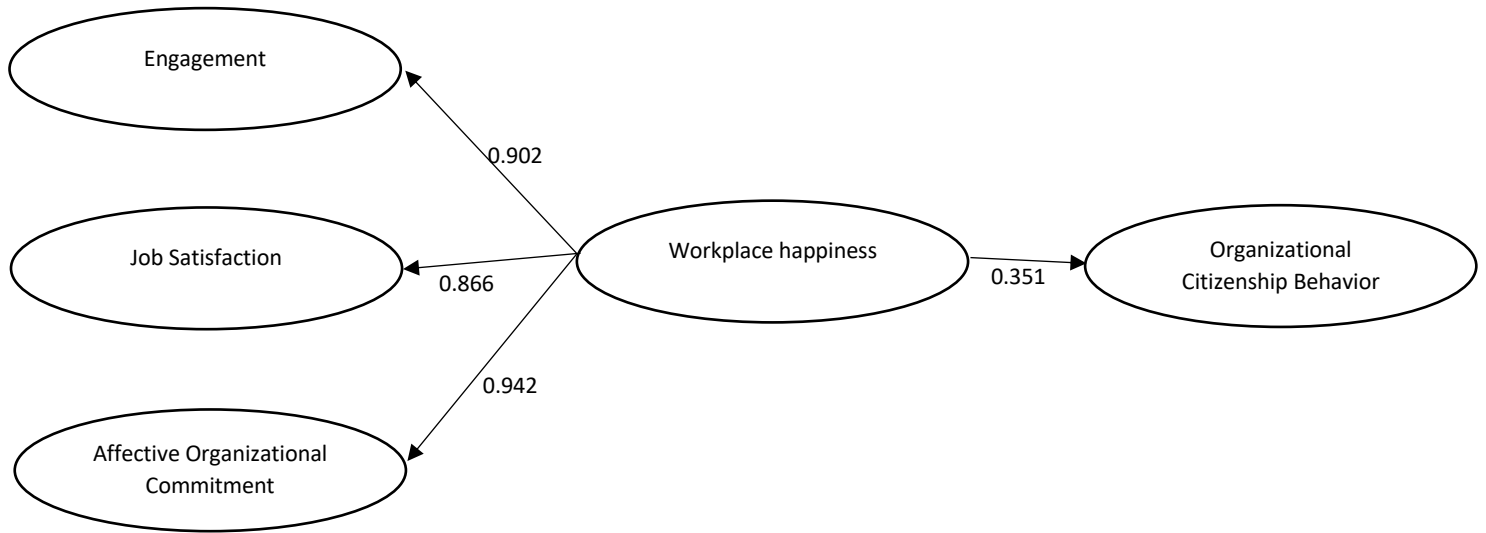 Engagement
0.902
Job Satisfaction
0.866
Workplace happiness
0.351
Organizational
Citizenship Behavior
0.942
Affective Organizational
Commitment